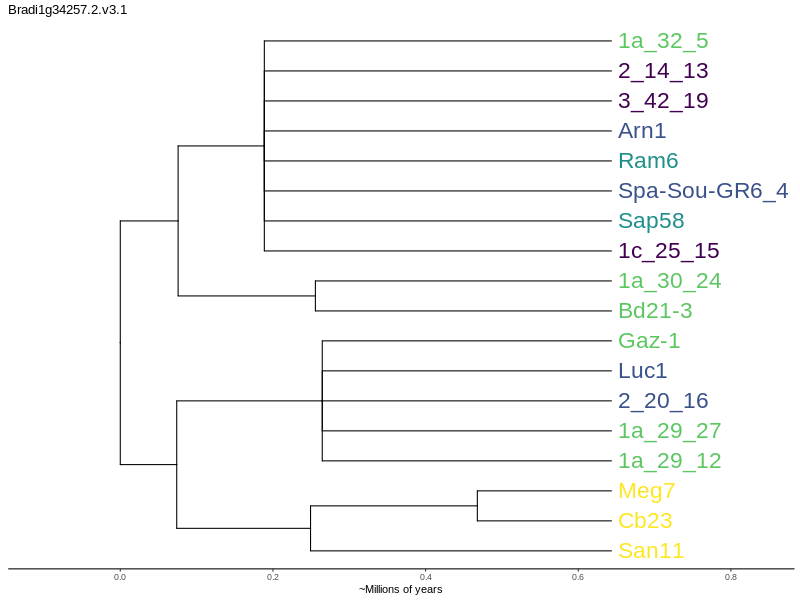 Bradi1g34257.2.v3.1
1a_32_5
2_14_13
3_42_19
Arn1
Ram6
Spa-Sou-GR6_4
Sap58
1c_25_15
1a_30_24
Bd21-3
Gaz-1
Luc1
2_20_16
1a_29_27
1a_29_12
Meg7
Cb23
San11
0.0 0.2 0.4 0.6 0.8
~Millions of years